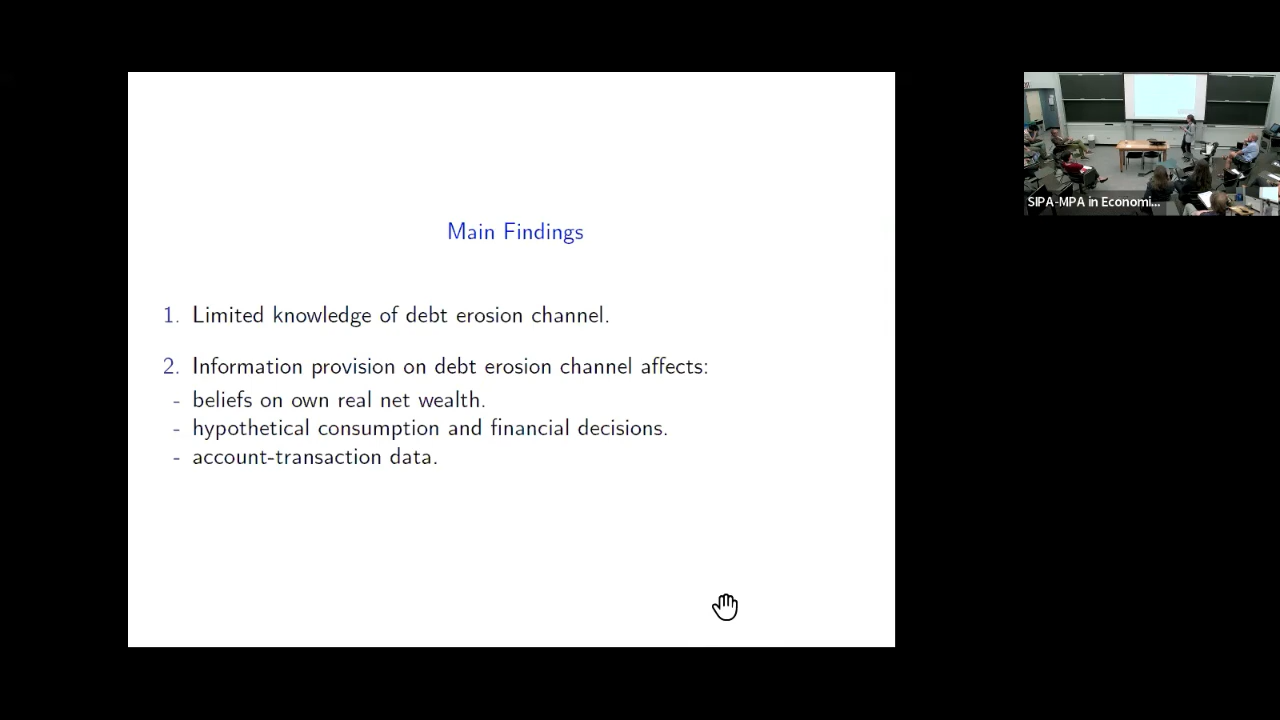 Main Findings
1. Limited knowledge of debt erosion channel.
2. Information provision on debt erosion channel affects:
- beliefs on own real net wealth.
- hypothetical consumption and financial decisions.
- account-transaction data.
SIPA-MPA in Economi...